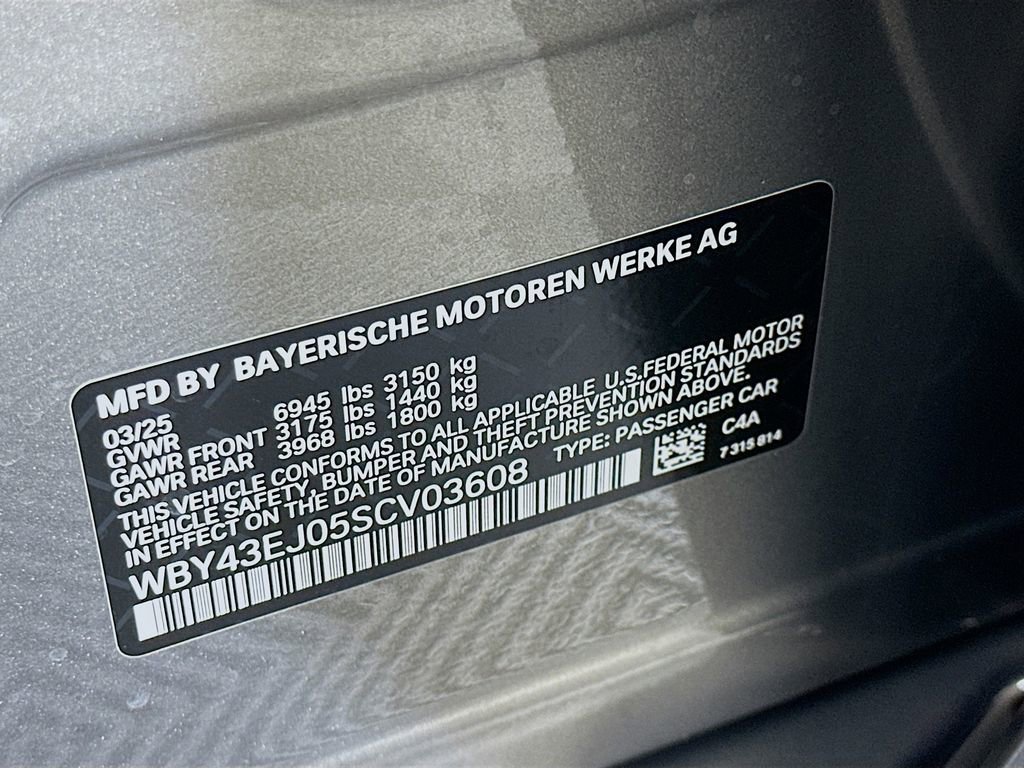 MFD BY BAYERISCHE MOTOREN WERKE AG
03/25
GVWR 6945 lbs 3150 kg
GAWR FRONT 3175 lbs 1440 kg
GAWR REAR 3968 lbs 1800 kg
THIS VEHICLE CONFORMS TO ALL APPLICABLE U.S.FEDERAL MOTOR
VEHICLE SAFETY, BUMPER AND THEFT PREVENTION STANDARDS
IN EFFECT ON THE DATE OF MANUFACTURE SHOWN ABOVE.
WBY43EJ05SCV03608 TYPE: PASSENGER CAR
C4A
7 315 814